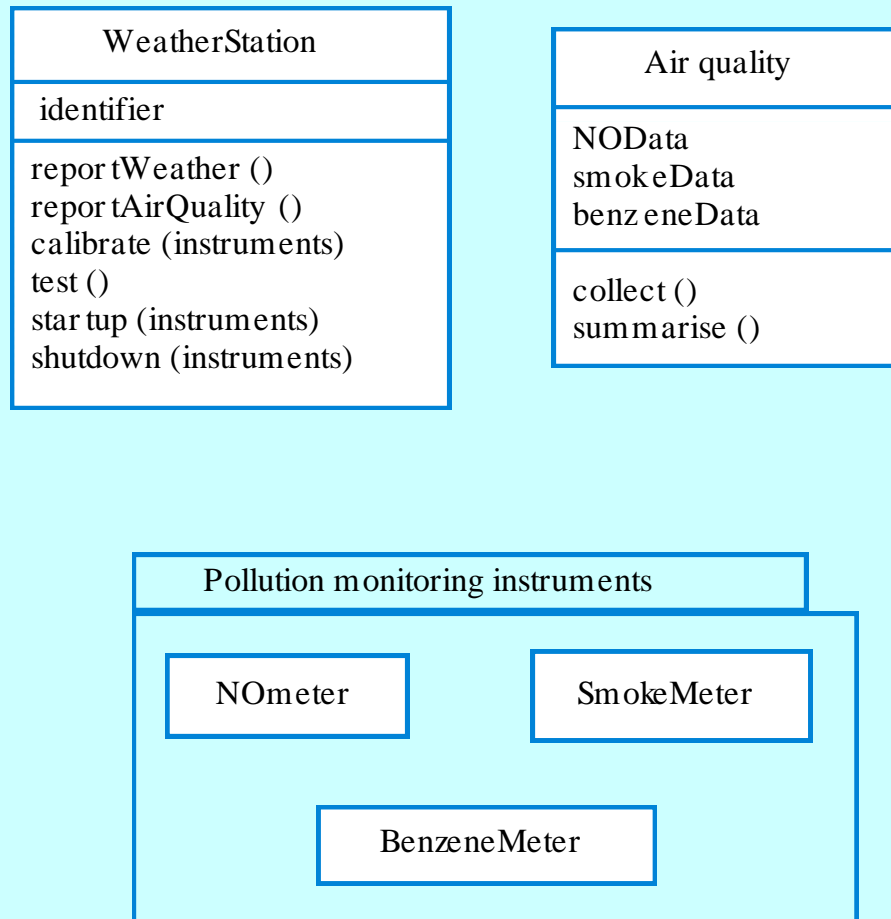 WeatherStation
identifier
reportWeather ()
reportAirQuality ()
calibrate (instruments)
test ()
startup (instruments)
shutdown (instruments)
Air quality
NOData
smokeData
benzeneData
collect ()
summarise ()
Pollution monitoring instruments
NOmeter
SmokeMeter
BenzeneMeter